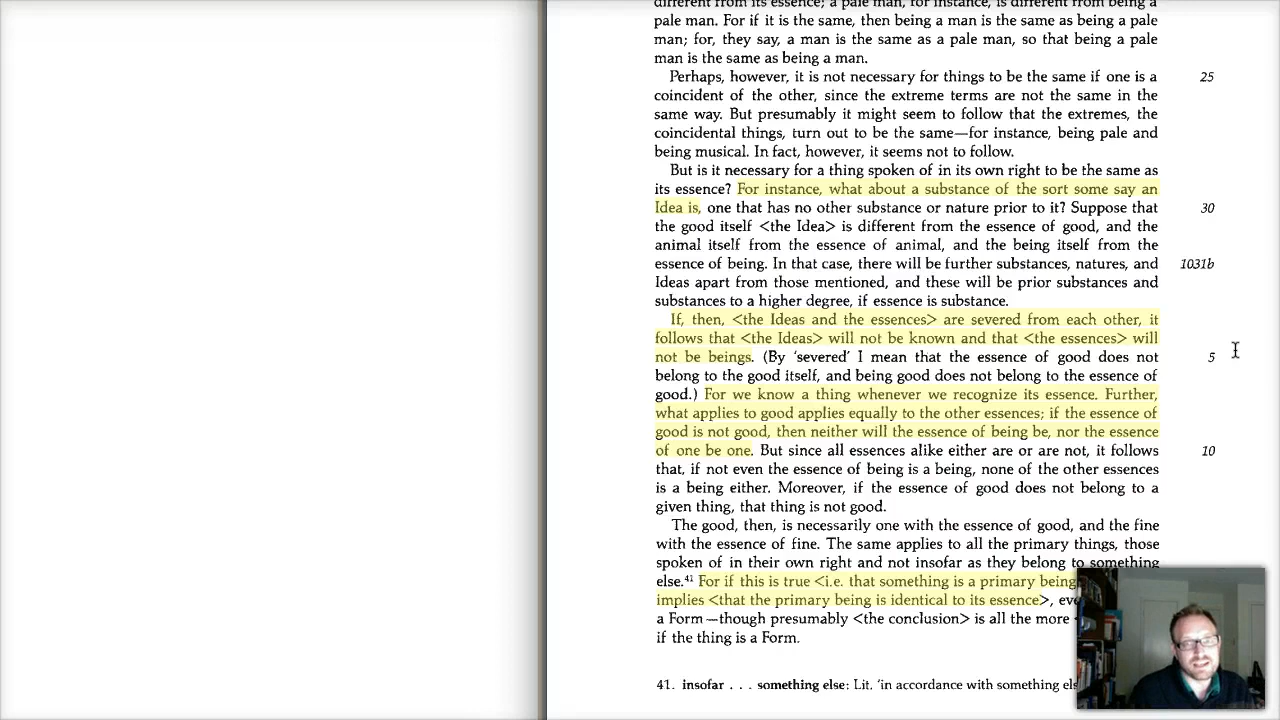 different from its essence; a pale man, for instance, is different from being a
pale man. For if it is the same, then being a man is the same as being a pale
man; for, they say, a man is the same as a pale man, so that being a pale
man is the same as being a man.
Perhaps, however, it is not necessary for things to be the same if one is a 25
coincident of the other, since the extreme terms are not the same in the
same way. But presumably it might seem to follow that the extremes, the
coincidental things, turn out to be the same—for instance, being pale and
being musical. In fact, however, it seems not to follow.
But is it necessary for a thing spoken of in its own right to be the same as
its essence? For instance, what about a substance of the sort some say an
Idea is, one that has no other substance or nature prior to it? Suppose that 30
the good itself <the Idea> is different from the essence of good, and the
animal itself from the essence of animal, and the being itself from the
essence of being. In that case, there will be further substances, natures, and 1031b
Ideas apart from those mentioned, and these will be prior substances and
substances to a higher degree, if essence is substance.
If, then, <the Ideas and the essences> are severed from each other, it
follows that <the Ideas> will not be known and that <the essences> will
not be beings. (By 'severed' I mean that the essence of good does not 5
belong to the good itself, and being good does not belong to the essence of
good.) For we know a thing whenever we recognize its essence. Further,
what applies to good applies equally to the other essences; if the essence of
good is not good, then neither will the essence of being be, nor the essence
of one be one. But since all essences alike either are or are not, it follows 10
that, if not even the essence of being is a being, none of the other essences
is a being either. Moreover, if the essence of good does not belong to a
given thing, that thing is not good.
The good, then, is necessarily one with the essence of good, and the fine
with the essence of fine. The same applies to all the primary things, those
spoken of in their own right and not insofar as they belong to something
else.41 For if this is true <i.e. that something is a primary being
implies <that the primary being is identical to its essence>,
a Form—though presumably <the conclusion> is all the more
if the thing is a Form.
41. insofar . . . something else: Lit. 'in accordance with something